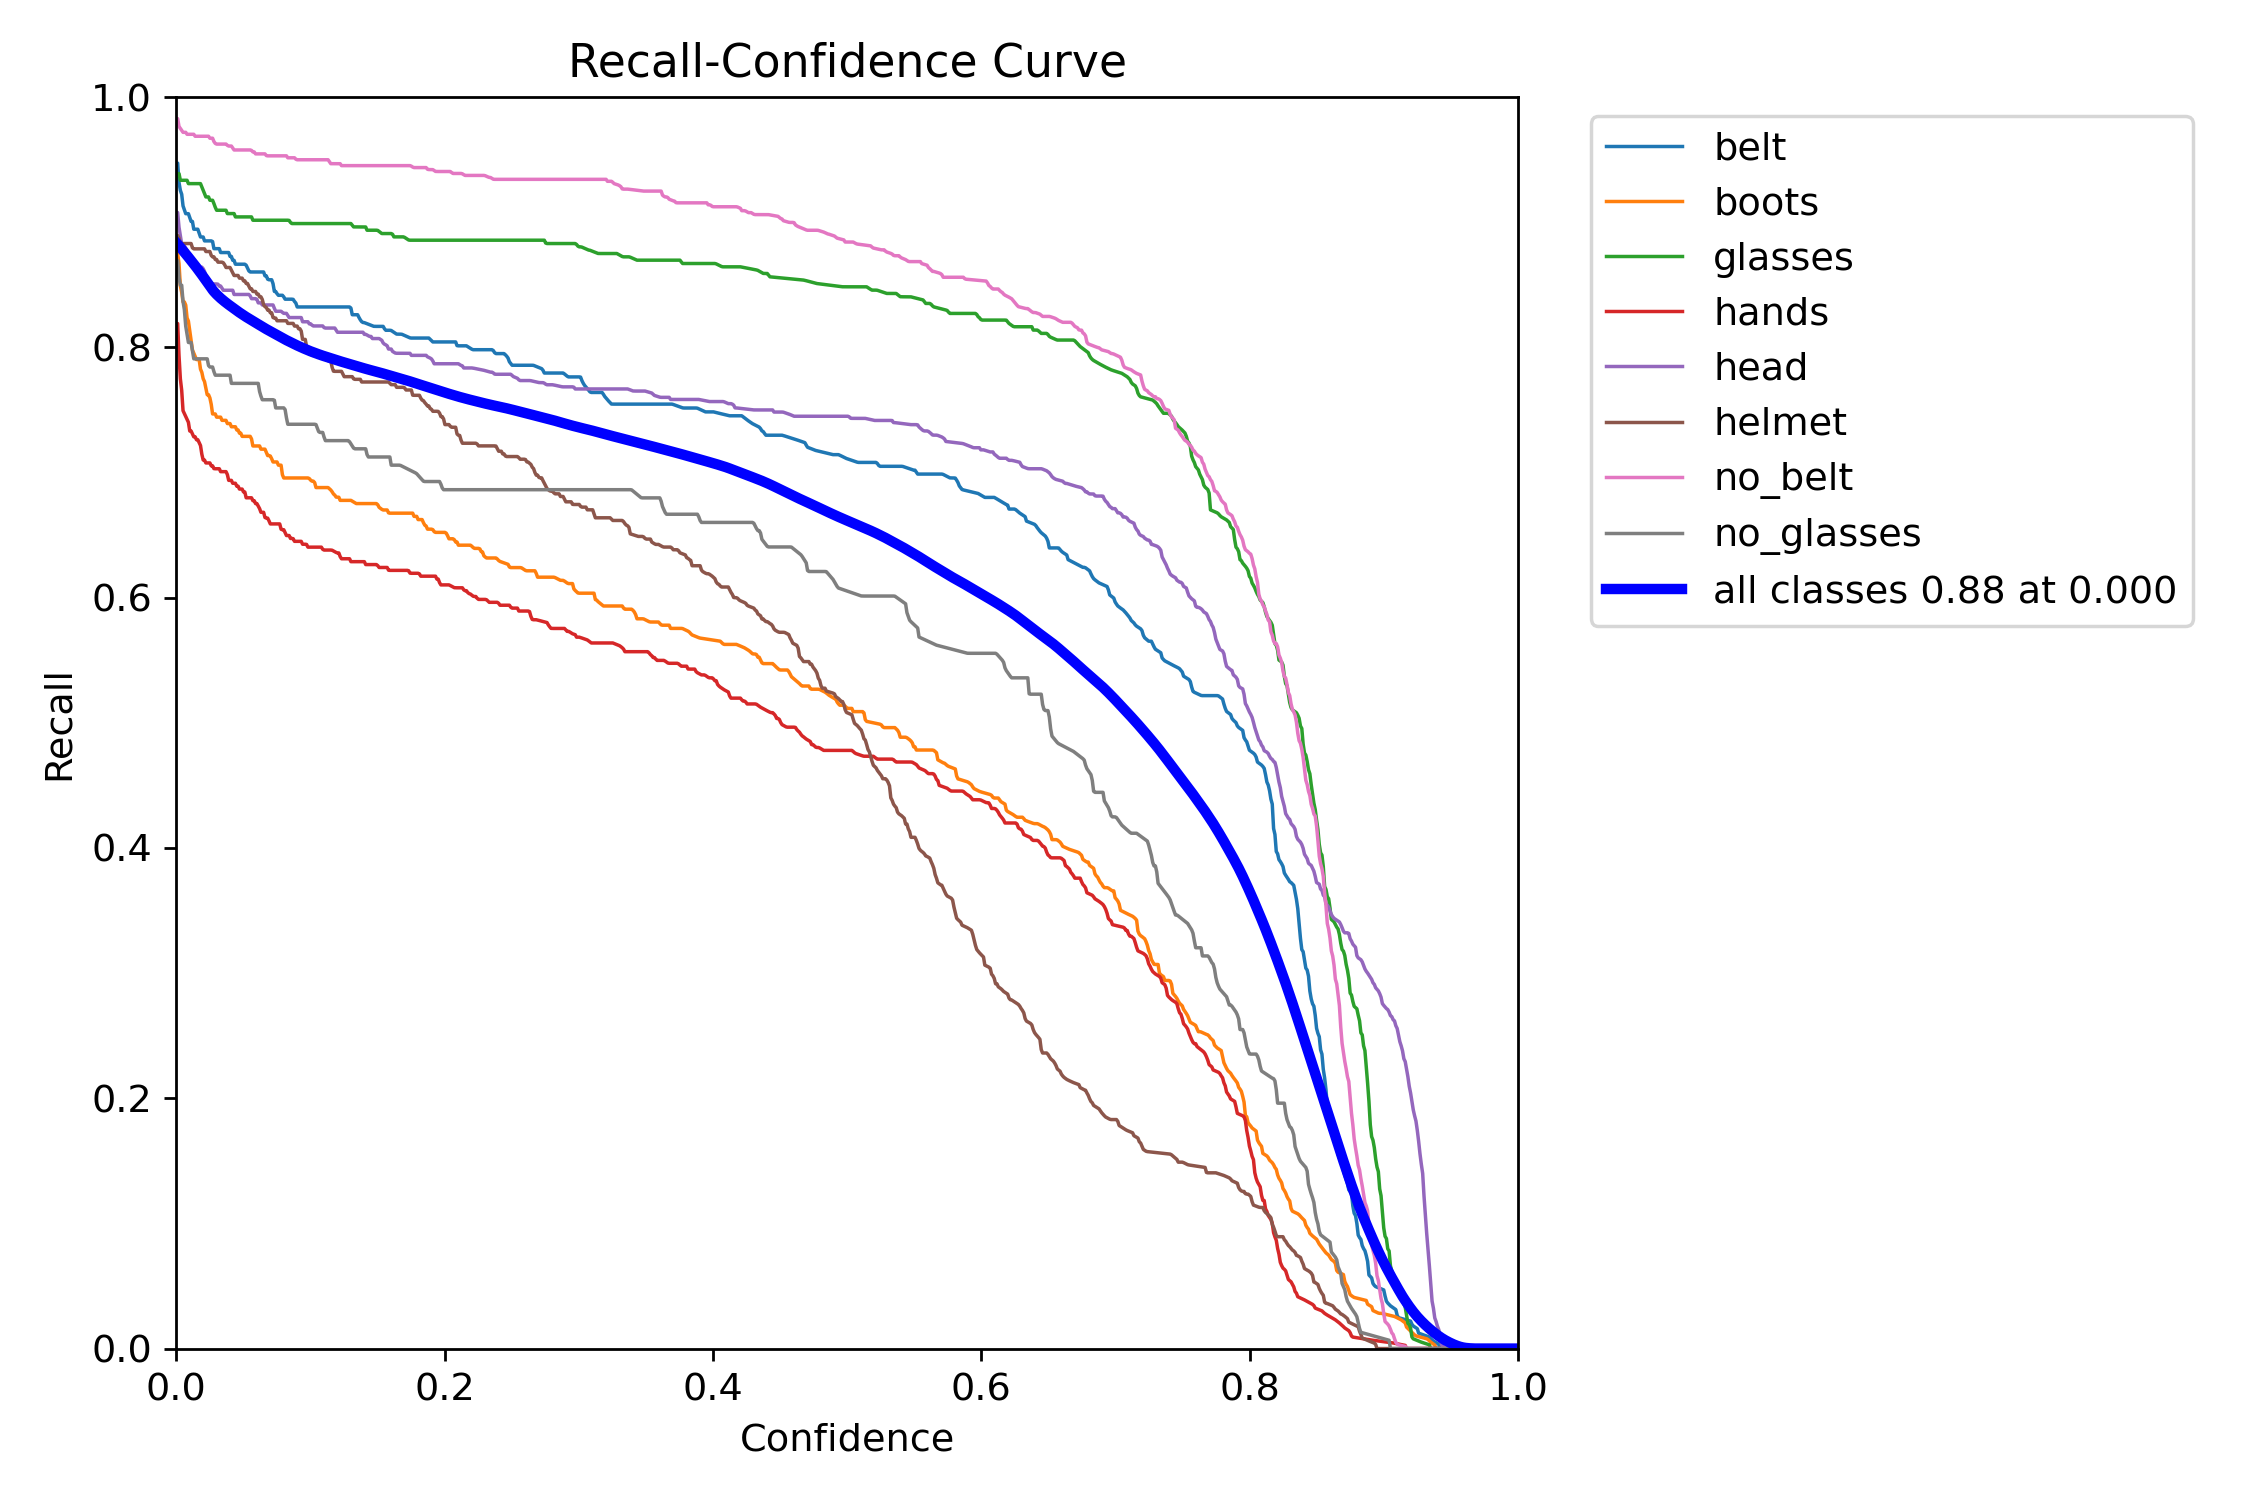 Recall-Confidence Curve
1.0
0.8
0.6
0.4
0.2
0.0
Recall
0.0 0.2 0.4 0.6 0.8 1.0
Confidence
belt
boots
glasses
hands
head
helmet
no_belt
no_glasses
all classes 0.88 at 0.000